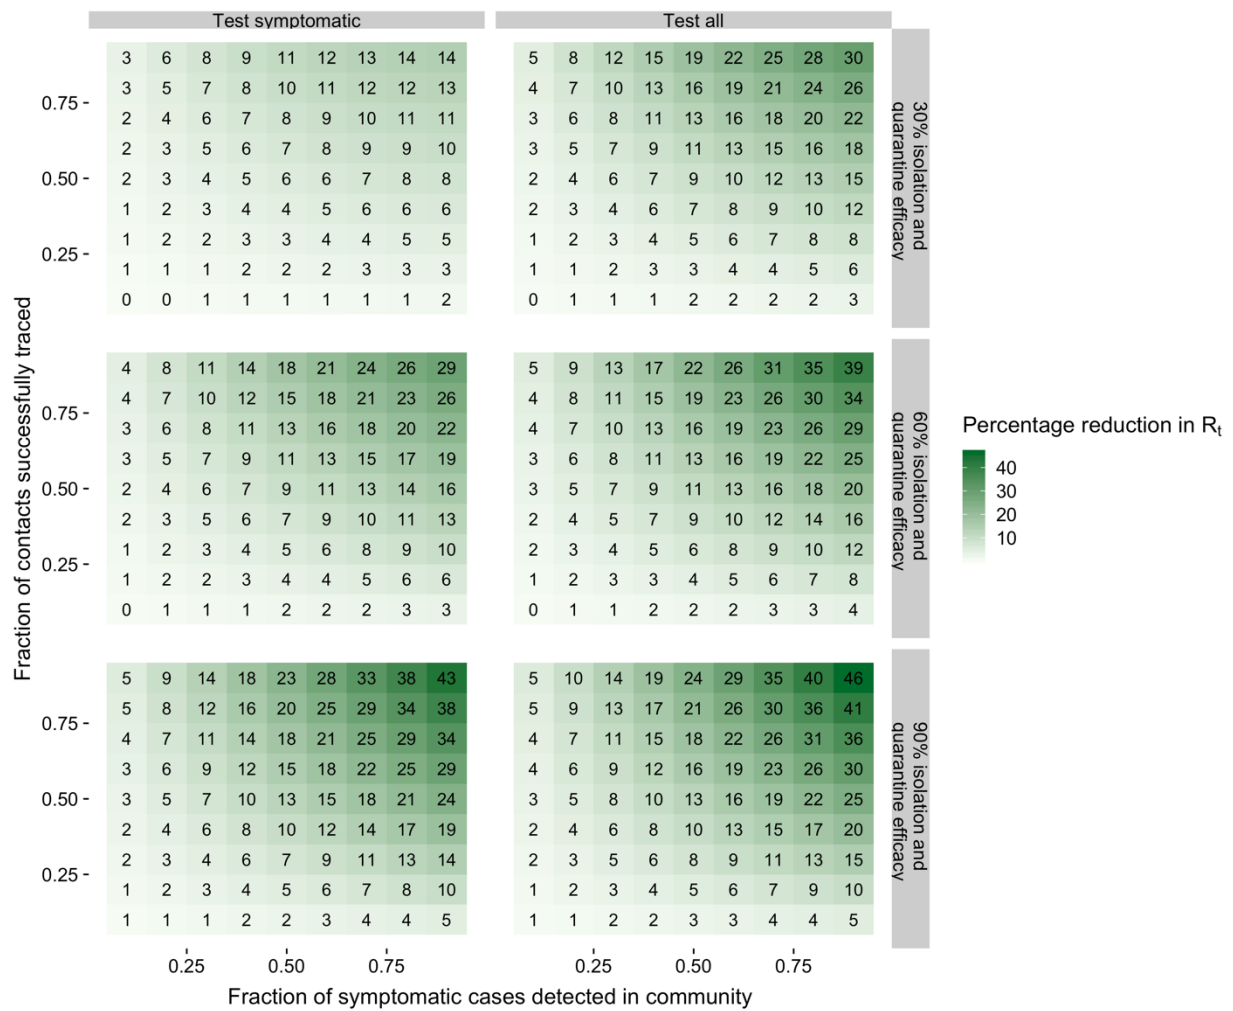 Test symptomatic Test all
3 6 8 9 11 12 13 14 14 5 8 12 15 19 22 25 28 30
3 5 7 8 10 11 12 12 13 4 7 10 13 16 19 21 24 26
0.75
2 4 6 7 8 9 10 11 11 3 6 8 11 13 16 18 20 22
2 3 5 6 7 8 9 9 10 3 5 7 9 11 13 15 16 18
0.50 2 3 4 5 6 6 7 8 8 2 4 6 7 9 10 12 13 15
1 2 3 4 4 5 6 6 6 2 3 4 6 7 8 9 10 12
1 2 2 3 3 4 4 5 5 1 2 3 4 5 6 7 8 8
0.25
1 1 1 2 2 2 3 3 3 1 1 2 3 3 4 4 5 6
0 0 1 1 1 1 1 1 2 0 1 1 1 2 2 2 2 3
30% isolation and
quarantine efficacy
4 8 11 14 18 21 24 26 29 5 9 13 17 22 26 31 35 39
4 7 10 12 15 18 21 23 26 4 8 11 15 19 23 26 30 34
0.75
3 6 8 11 13 16 18 20 22 4 7 10 13 16 19 23 26 29
3 5 7 9 11 13 15 17 19 3 6 8 11 13 16 19 22 25
0.50 2 4 6 7 9 11 13 14 16 3 5 7 9 11 13 16 18 20
2 3 5 6 7 9 10 11 13 2 4 5 7 9 10 12 14 16
1 2 3 4 5 6 8 9 10 2 3 4 5 6 8 9 10 12
0.25
1 2 2 3 4 4 5 6 6 1 2 3 3 4 5 6 7 8
0 1 1 1 2 2 2 3 3 0 1 1 2 2 2 3 3 4
60% isolation and
quarantine efficacy
5 9 14 18 23 28 33 38 43 5 10 14 19 24 29 35 40 46
5 8 12 16 20 25 29 34 38 5 9 13 17 21 26 30 36 41
0.75
4 7 11 14 18 21 25 29 34 4 7 11 15 18 22 26 31 36
3 6 9 12 15 18 22 25 29 4 6 9 12 16 19 23 26 30
0.50 3 5 7 10 13 15 18 21 24 3 5 8 10 13 16 19 22 25
2 4 6 8 10 12 14 17 19 2 4 6 8 10 13 15 17 20
2 3 4 6 7 9 11 13 14 2 3 5 6 8 9 11 13 15
0.25
1 2 3 4 5 6 7 8 10 1 2 3 4 5 6 7 9 10
1 1 1 2 2 3 4 4 5 1 1 2 2 3 3 4 4 5
90% isolation and
quarantine efficacy
0.25 0.50 0.75 0.25 0.50 0.75
Fraction of symptomatic cases detected in community
Fraction of contacts successfully traced
Percentage reduction in Rt
40
30
20
10